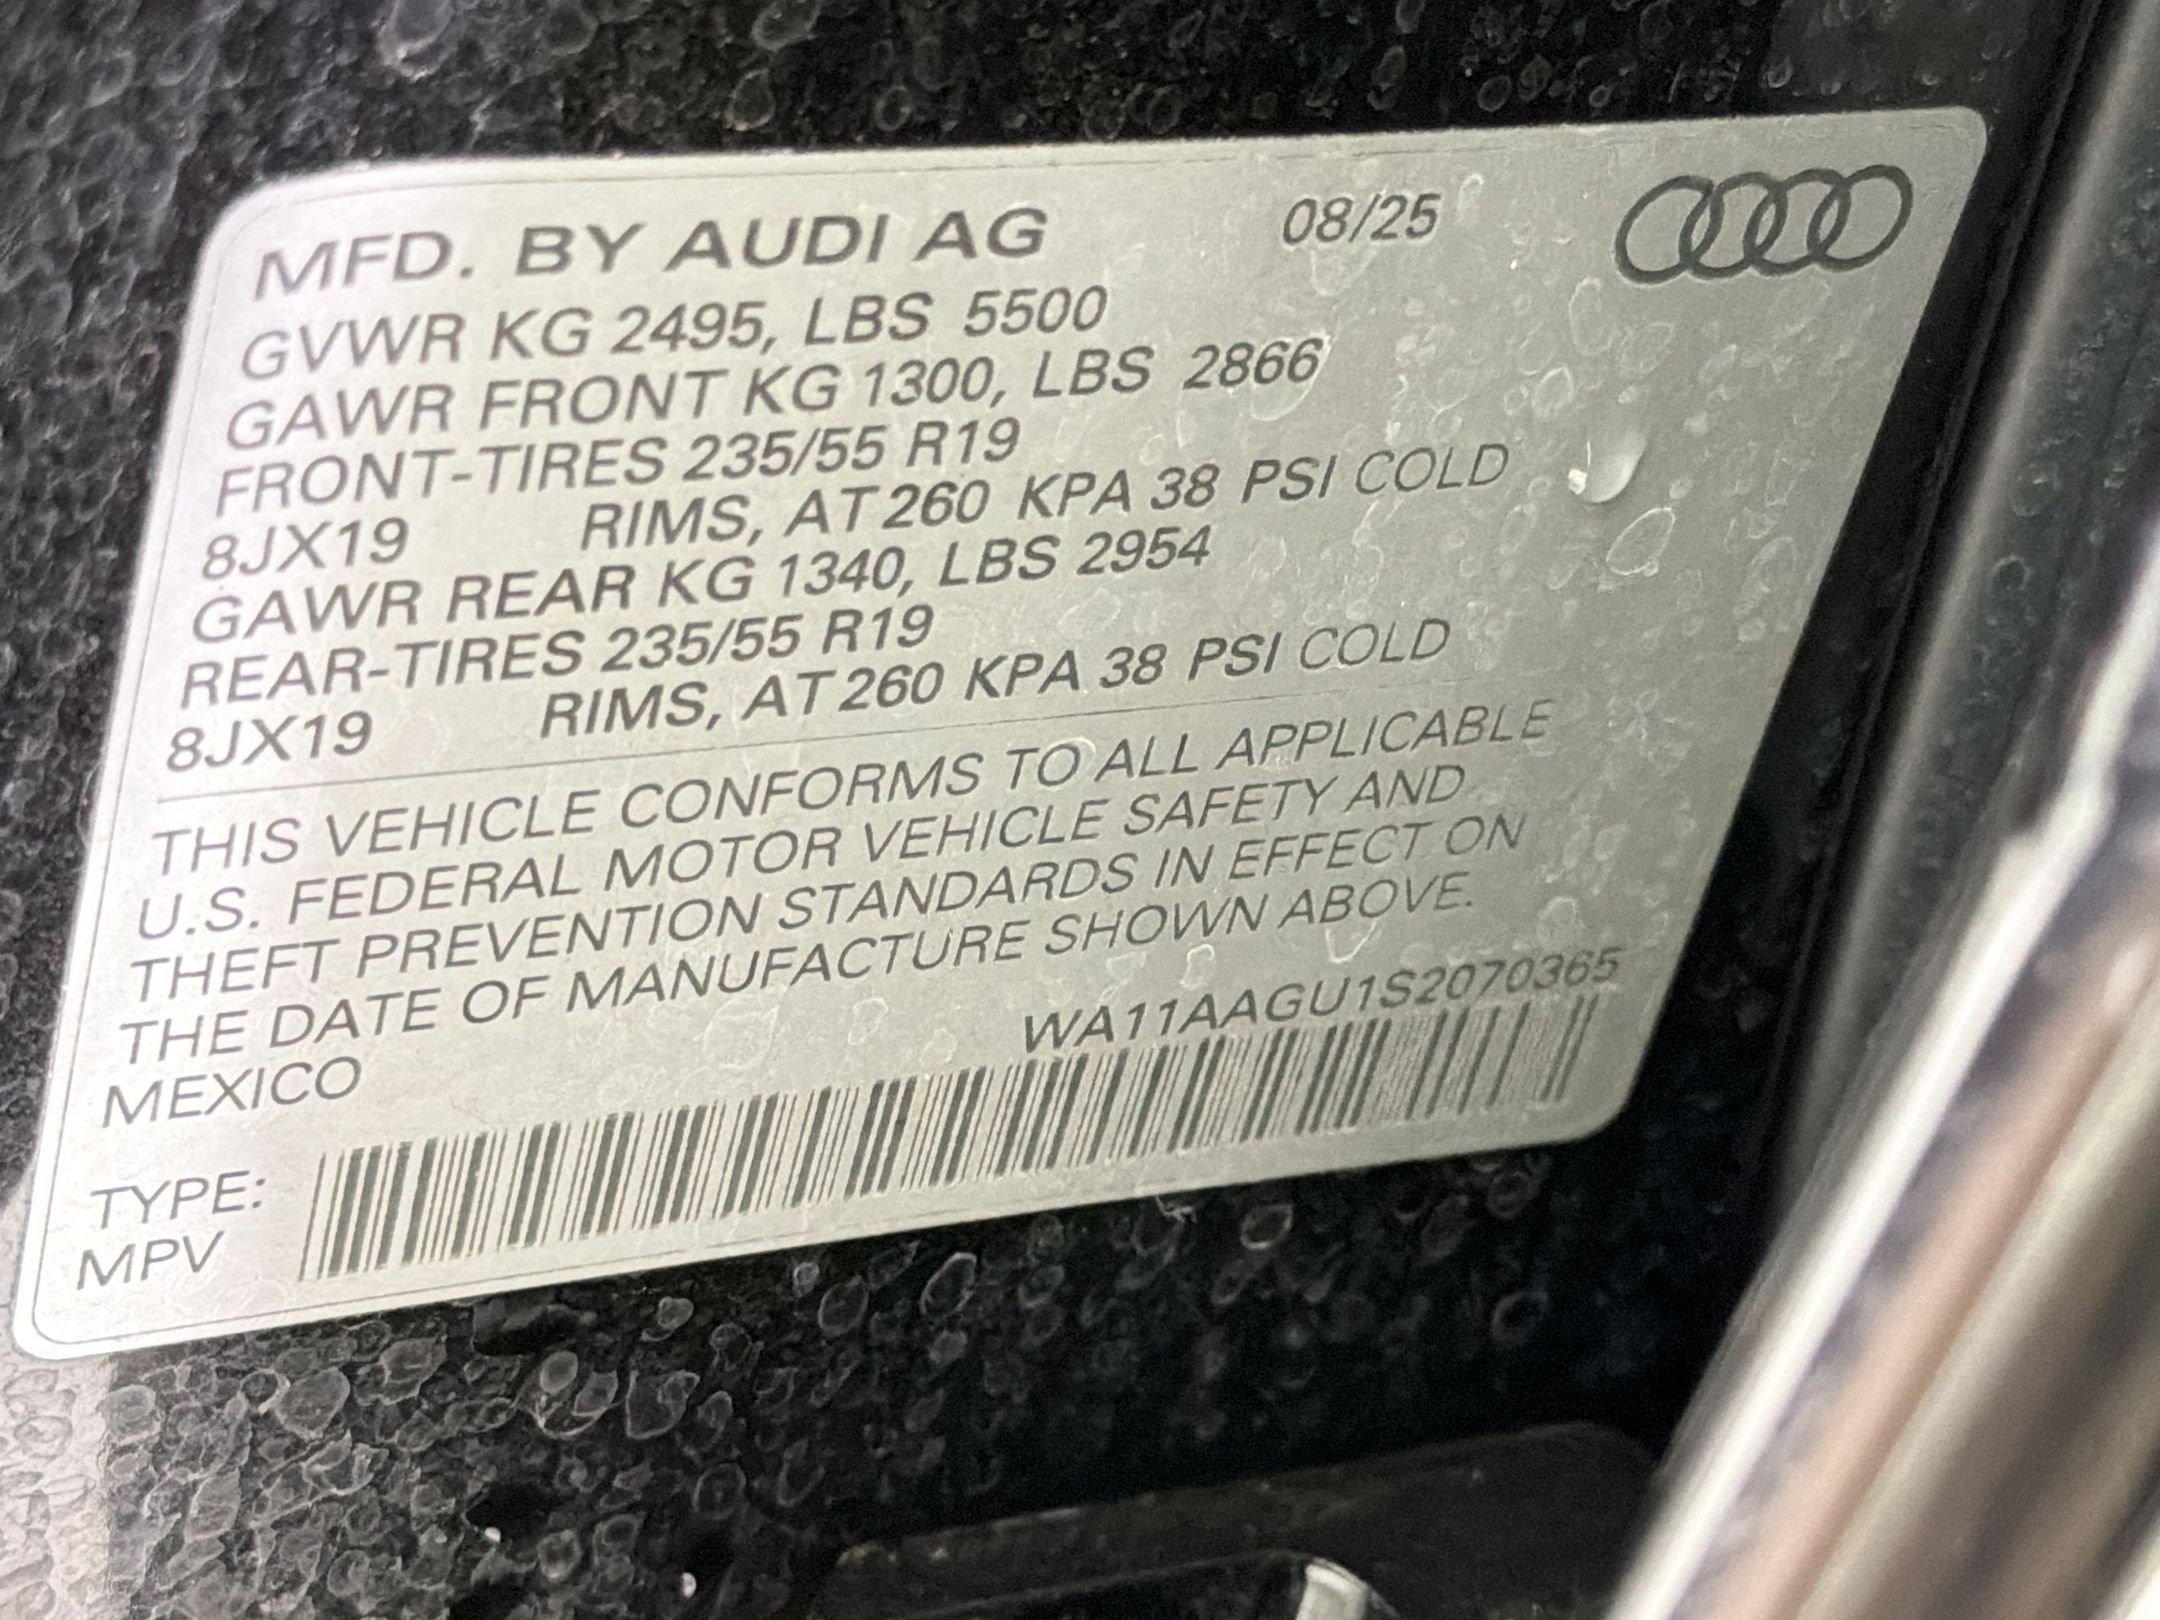 MFD. BY AUDI AG 08/25
GVWR KG 2495, LBS 5500
GAWR FRONT KG 1300, LBS 2866
FRONT-TIRES 235/55 R19
8JX19 RIMS, AT 260 KPA 38 PSI COLD
GAWR REAR KG 1340, LBS 2954
REAR-TIRES 235/55 R19
8JX19 RIMS, AT 260 KPA 38 PSI COLD
THIS VEHICLE CONFORMS TO ALL APPLICABLE
U.S. FEDERAL MOTOR VEHICLE SAFETY AND
THEFT PREVENTION STANDARDS IN EFFECT ON
THE DATE OF MANUFACTURE SHOWN ABOVE.
MEXICO WA11AAGU1S2070365
TYPE:
MPV